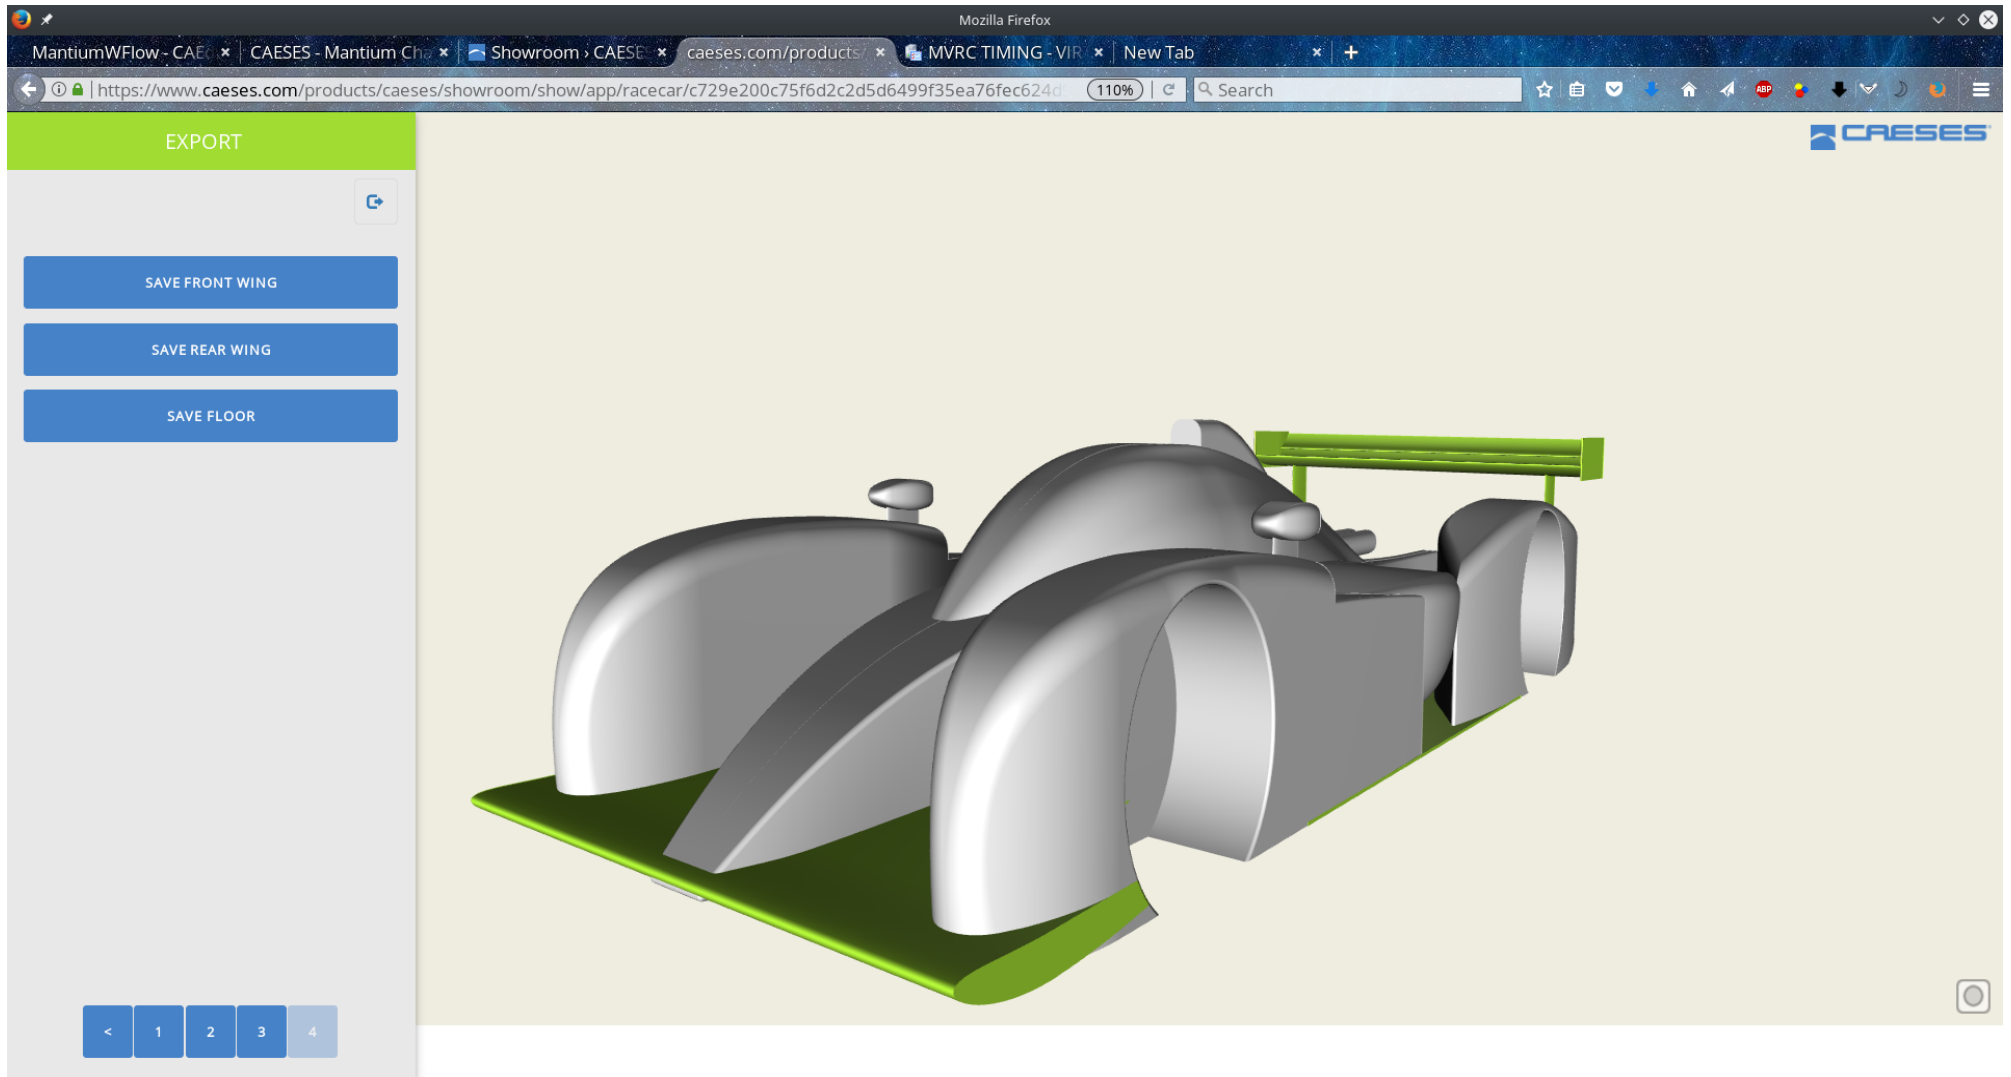 Mozilla Firefox
MantiumWFlow - CAE
CAESES - Mantium Cha
Showroom › CAESE
caeses.com/products/
MVRC TIMING - VIR
New Tab
https://www.caeses.com/products/caeses/showroom/show/app/racecar/c729e200c75f6d2c2d5d6499f35ea76fec624d
110%
Search
ABP
EXPORT
CAESES
SAVE FRONT WING
SAVE REAR WING
SAVE FLOOR
< 1 2 3 4